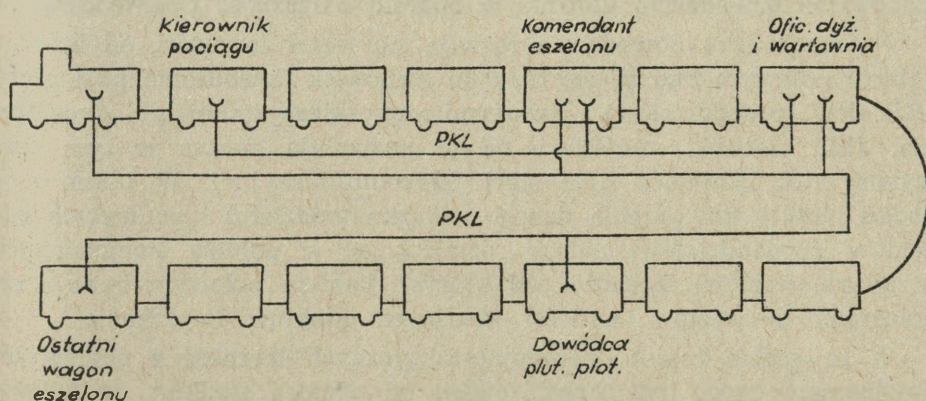 Kierownik
pociągu
Komendant
eszelonu
Ofic. dyż.
i wartownia
PKL
PKL
Ostatni
wagon
eszelonu
Dowódca
plut. plot.